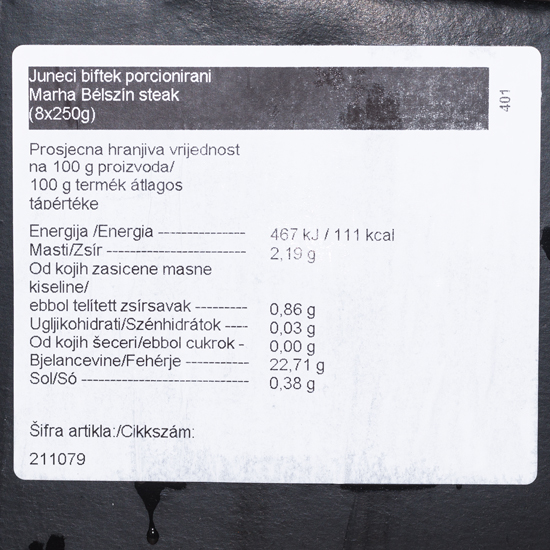 Juneci biftek porcionirani
Marha Bélszín steak
(8x250g)
401
Prosjecna hranjiva vrijednost
na 100 g proizvoda/
100 g termék átlagos
tápértéke
Energija /Energia ---------------- 467 kJ / 111 kcal
Masti/Zsír ------------------------- 2,19 g
Od kojih zasicene masne
kiseline/
ebbol telített zsírsavak --------- 0,86 g
Ugljikohidrati/Szénhidrátok ---- 0,03 g
Od kojih šeceri/ebbol cukrok - 0,00 g
Bjelancevine/Fehérje ----------- 22,71 g
Sol/Só ----------------------------- 0,38 g
Šifra artikla:/Cikkszám:
211079